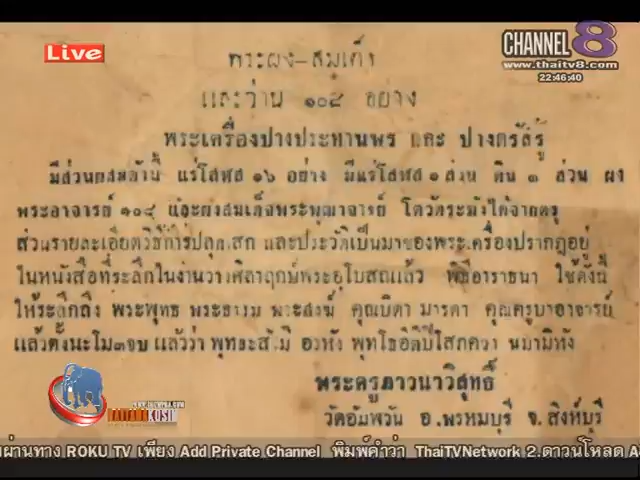 Live
CHANNEL 8
www.thaitv8.com
22:46:40
พระผง-สมเด็จ
และว่าน ๑๐๘ อย่าง
พระเครื่องปางประทานพร และ ปางตรัสรู้
มีส่วนผสมดังนี้ แร่โสฬส ๑๖ อย่าง มีแร่โสฬส ๑ ส่วน ดิน ๓ ส่วน ผง
พระอาจารย์ ๑๐๘ และผงสมเด็จพระพุฒาจารย์ โตวัดระฆังได้จากกรุ
ส่วนรายละเอียดวิธีการปลุกเสก และประวัติเป็นมาของพระเครื่องปรากฎอยู่
ในหนังสือที่ระลึกในงานวางศิลาฤกษ์พระอุโบสถแล้ว พิธีอาราธนา ใช้ดังนี้
ให้ระลึกถึง พระพุทธ พระธรรม พระสงฆ์ คุณบิดา มารดา คุณครูบาอาจารย์
แล้วตั้งนะโม๓จบ แล้วว่า พุทธะสังมิ อรหัง พุทโธอิติปิโสภควา นมามิหัง
พระครูภาวนาวิสุทธิ์
วัดอัมพวัน อ.พรหมบุรี จ.สิงห์บุรี
ผ่านทาง ROKU TV เพียง Add Private Channel พิมพ์คำว่า ThaiTVNetwork 2.ดาวน์โหลด